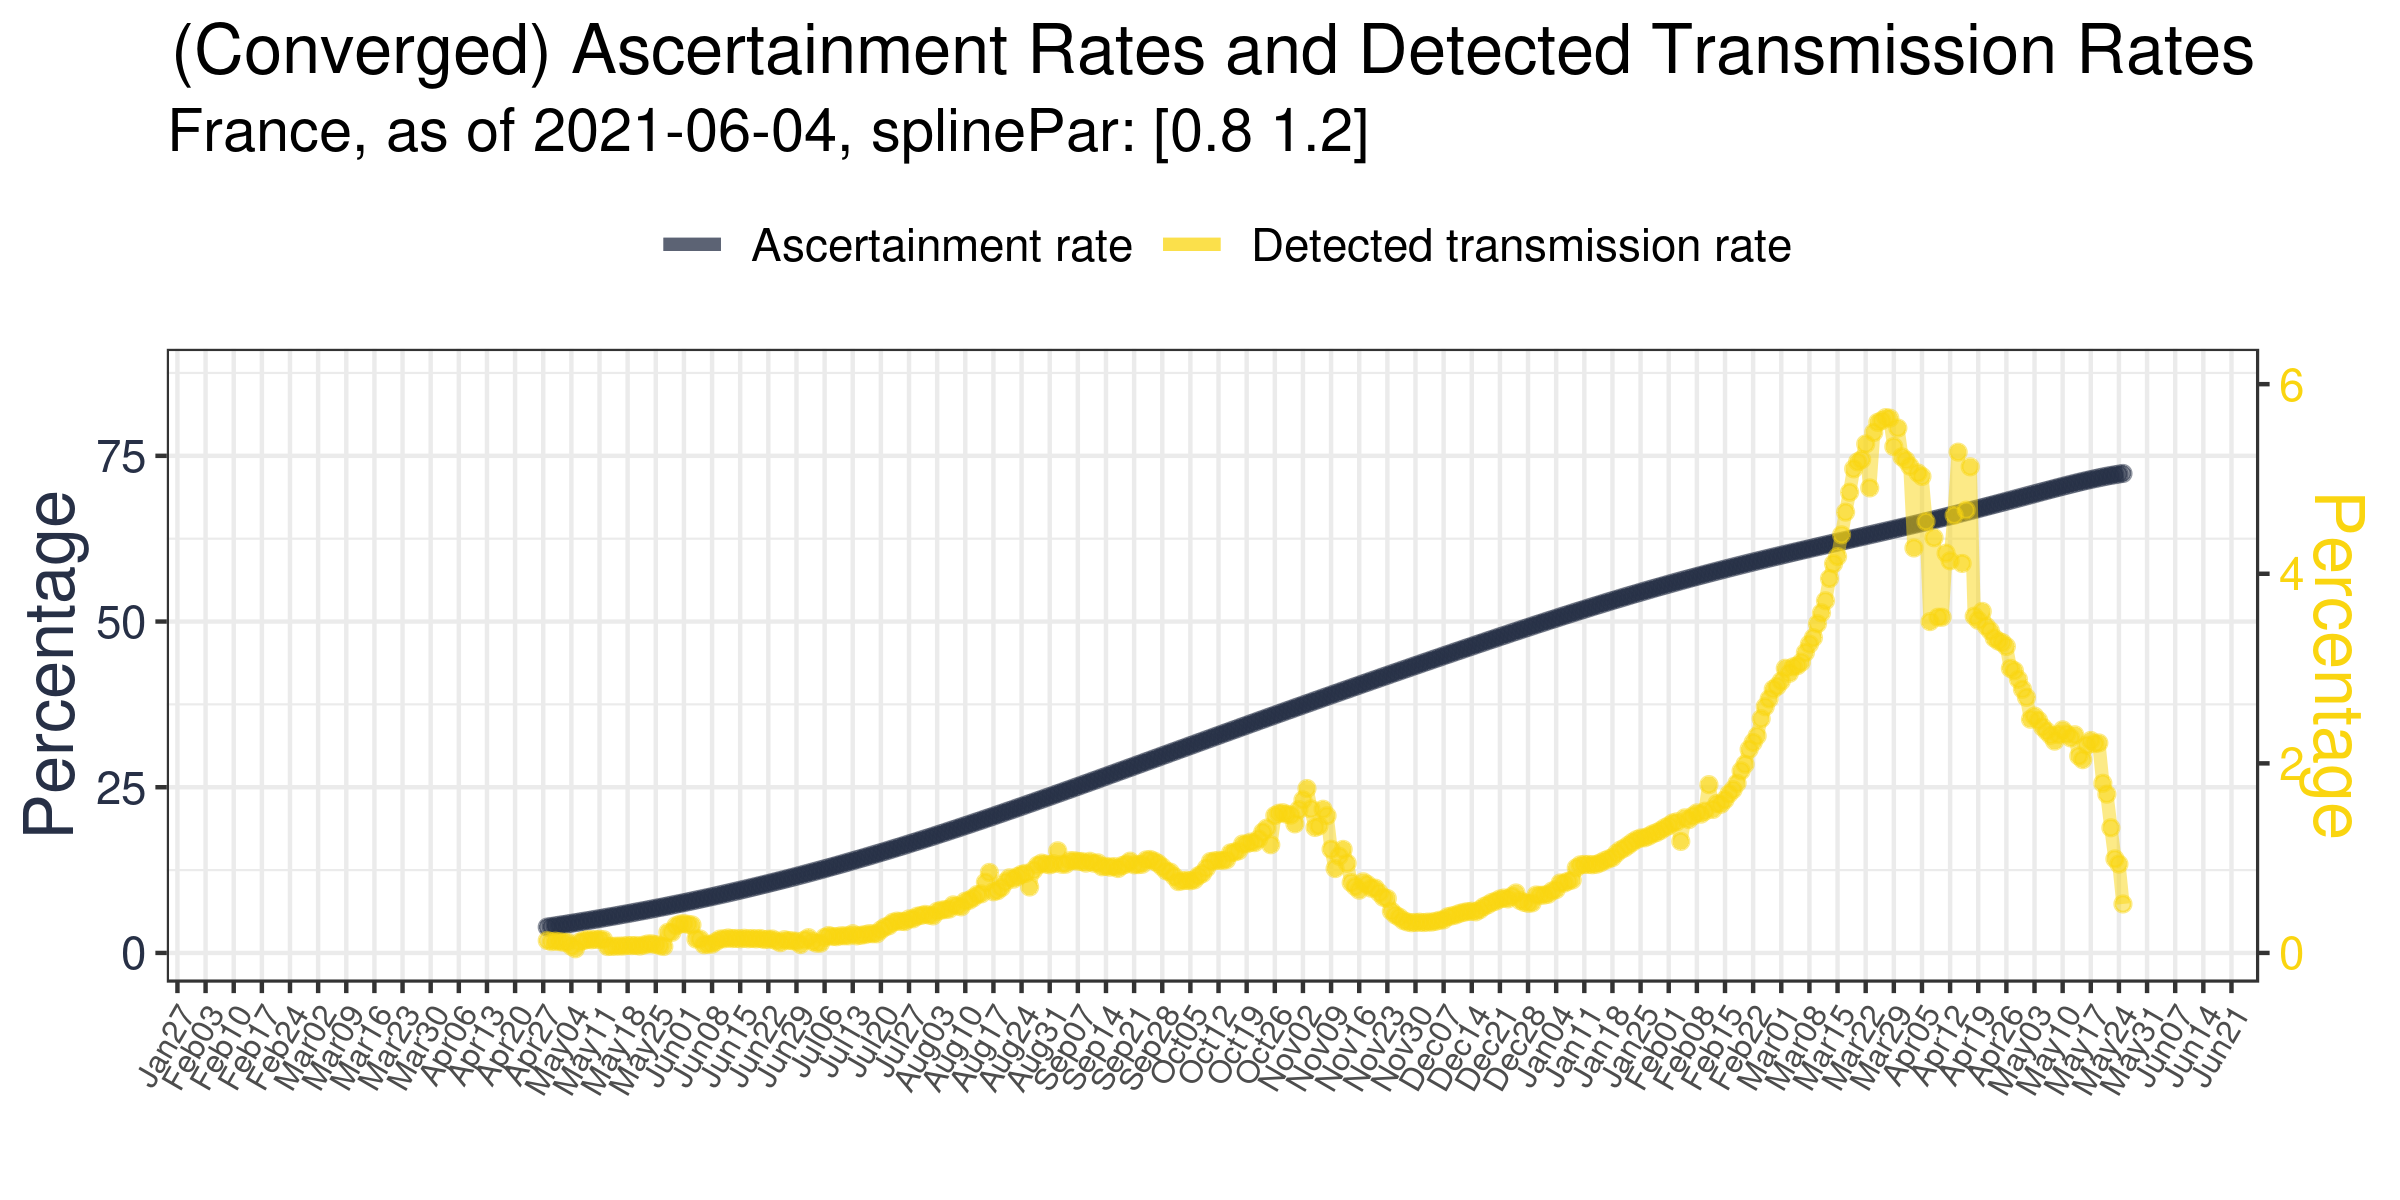 (Converged) Ascertainment Rates and Detected Transmission Rates
France, as of 2021-06-04, splinePar: [0.8 1.2]
Ascertainment rate Detected transmission rate
Percentage
75
50
25
0
6
4
2
0
Percentage
Jan27 Feb03 Feb10 Feb17 Feb24 Mar02 Mar09 Mar16 Mar23 Mar30 Apr06 Apr13 Apr20 Apr27 May04 May11 May18 May25 Jun01 Jun08 Jun15 Jun22 Jun29 Jul06 Jul13 Jul20 Jul27 Aug03 Aug10 Aug17 Aug24 Aug31 Sep07 Sep14 Sep21 Sep28 Oct05 Oct12 Oct19 Oct26 Nov02 Nov09 Nov16 Nov23 Nov30 Dec07 Dec14 Dec21 Dec28 Jan04 Jan11 Jan18 Jan25 Feb01 Feb08 Feb15 Feb22 Mar01 Mar08 Mar15 Mar22 Mar29 Apr05 Apr12 Apr19 Apr26 May03 May10 May17 May24 May31 Jun07 Jun14 Jun21